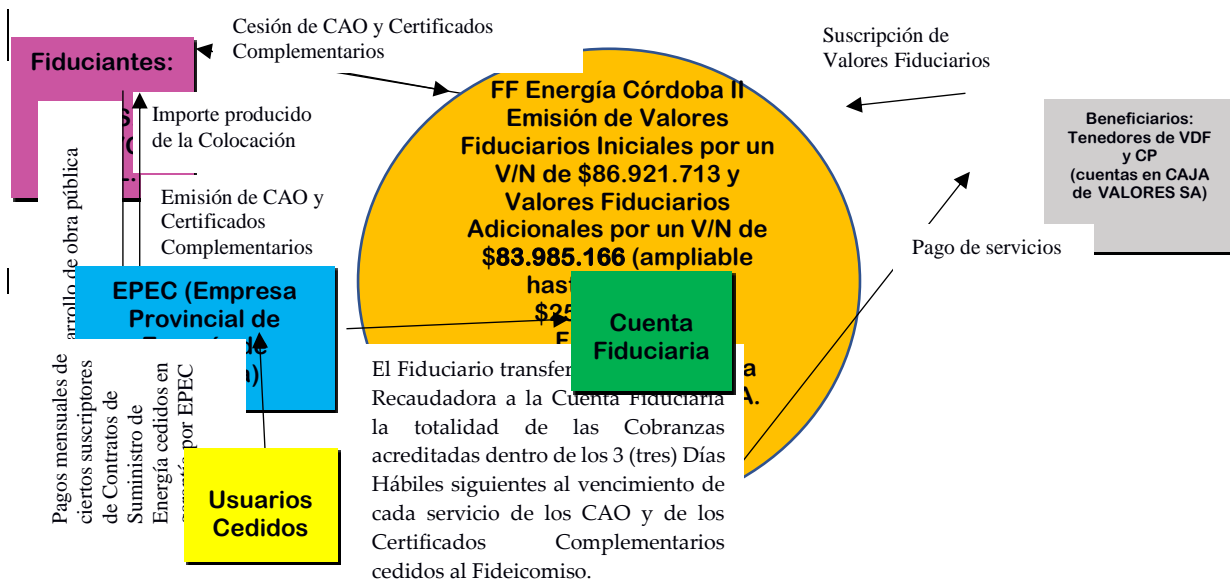 Cesión de CAO y Certificados
Complementarios
Suscripción de
Valores Fiduciarios
Fiduciantes:
Importe producido
de la Colocación
Emisión de CAO y
Certificados
Complementarios
FF Energía Córdoba II
Emisión de Valores
Fiduciarios Iniciales por un
V/N de $86.921.713 y
Valores Fiduciarios
Adicionales por un V/N de
$83.985.166 (ampliable
Beneficiarios:
Tenedores de VDF
y CP
(cuentas en CAJA
de VALORES SA)
Pago de servicios
de obra pública
EPEC (Empresa
Provincial de
de
Cuenta
Fiduciaria
El Fiduciario
Recaudadora a la Cuenta Fiduciaria
la totalidad de las Cobranzas
acreditadas dentro de los 3 (tres) Días
Hábiles siguientes al vencimiento de
cada servicio de los CAO y de los
Certificados Complementarios
cedidos al Fideicomiso.
Pagos mensuales de
ciertos suscriptores
de Contratos de
Suministro de
Energía cedidos en
por EPEC
Usuarios
Cedidos